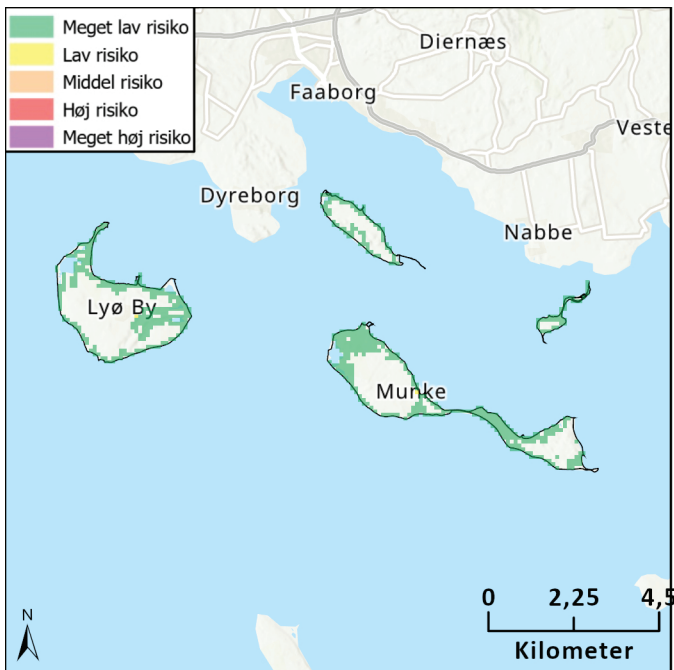 Meget lav risiko
Lav risiko
Middel risiko
Høj risiko
Meget høj risiko
Diernæs
Faaborg
Veste
Dyreborg
Nabbe
Lyø By
Munke
N
0 2,25 4,5
Kilometer